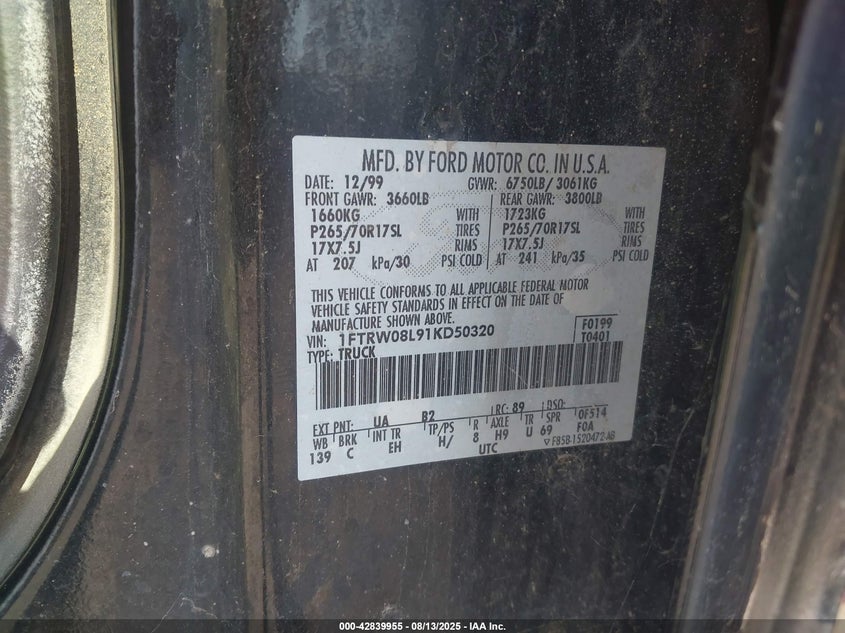 MFD. BY FORD MOTOR CO. IN U.S.A.
DATE: 12/99 GVWR: 6750LB/ 3061KG
FRONT GAWR: 3660LB REAR GAWR: 3800LB
1660KG WITH 1723KG WITH
P265/70R17SL TIRES P265/70R17SL TIRES
17X7.5J RIMS 17X7.5J RIMS
AT 207 kPa/30 PSI COLD AT 241 kPa/35 PSI COLD
THIS VEHICLE CONFORMS TO ALL APPLICABLE FEDERAL MOTOR
VEHICLE SAFETY STANDARDS IN EFFECT ON THE DATE OF
MANUFACTURE SHOWN ABOVE.
VIN: 1FTRW08L91KD50320 F0199
TYPE: TRUCK T0401
EXT PNT: UA B2 RC: 89 DSO:
WB BRK INT TR TP/PS R AXLE TR SPR 0F514
139 C EH H/ 8 H9 U 69 F0A
UTC F85B-1520472-AB
000-42839955 - 08/13/2025 - IAA Inc.